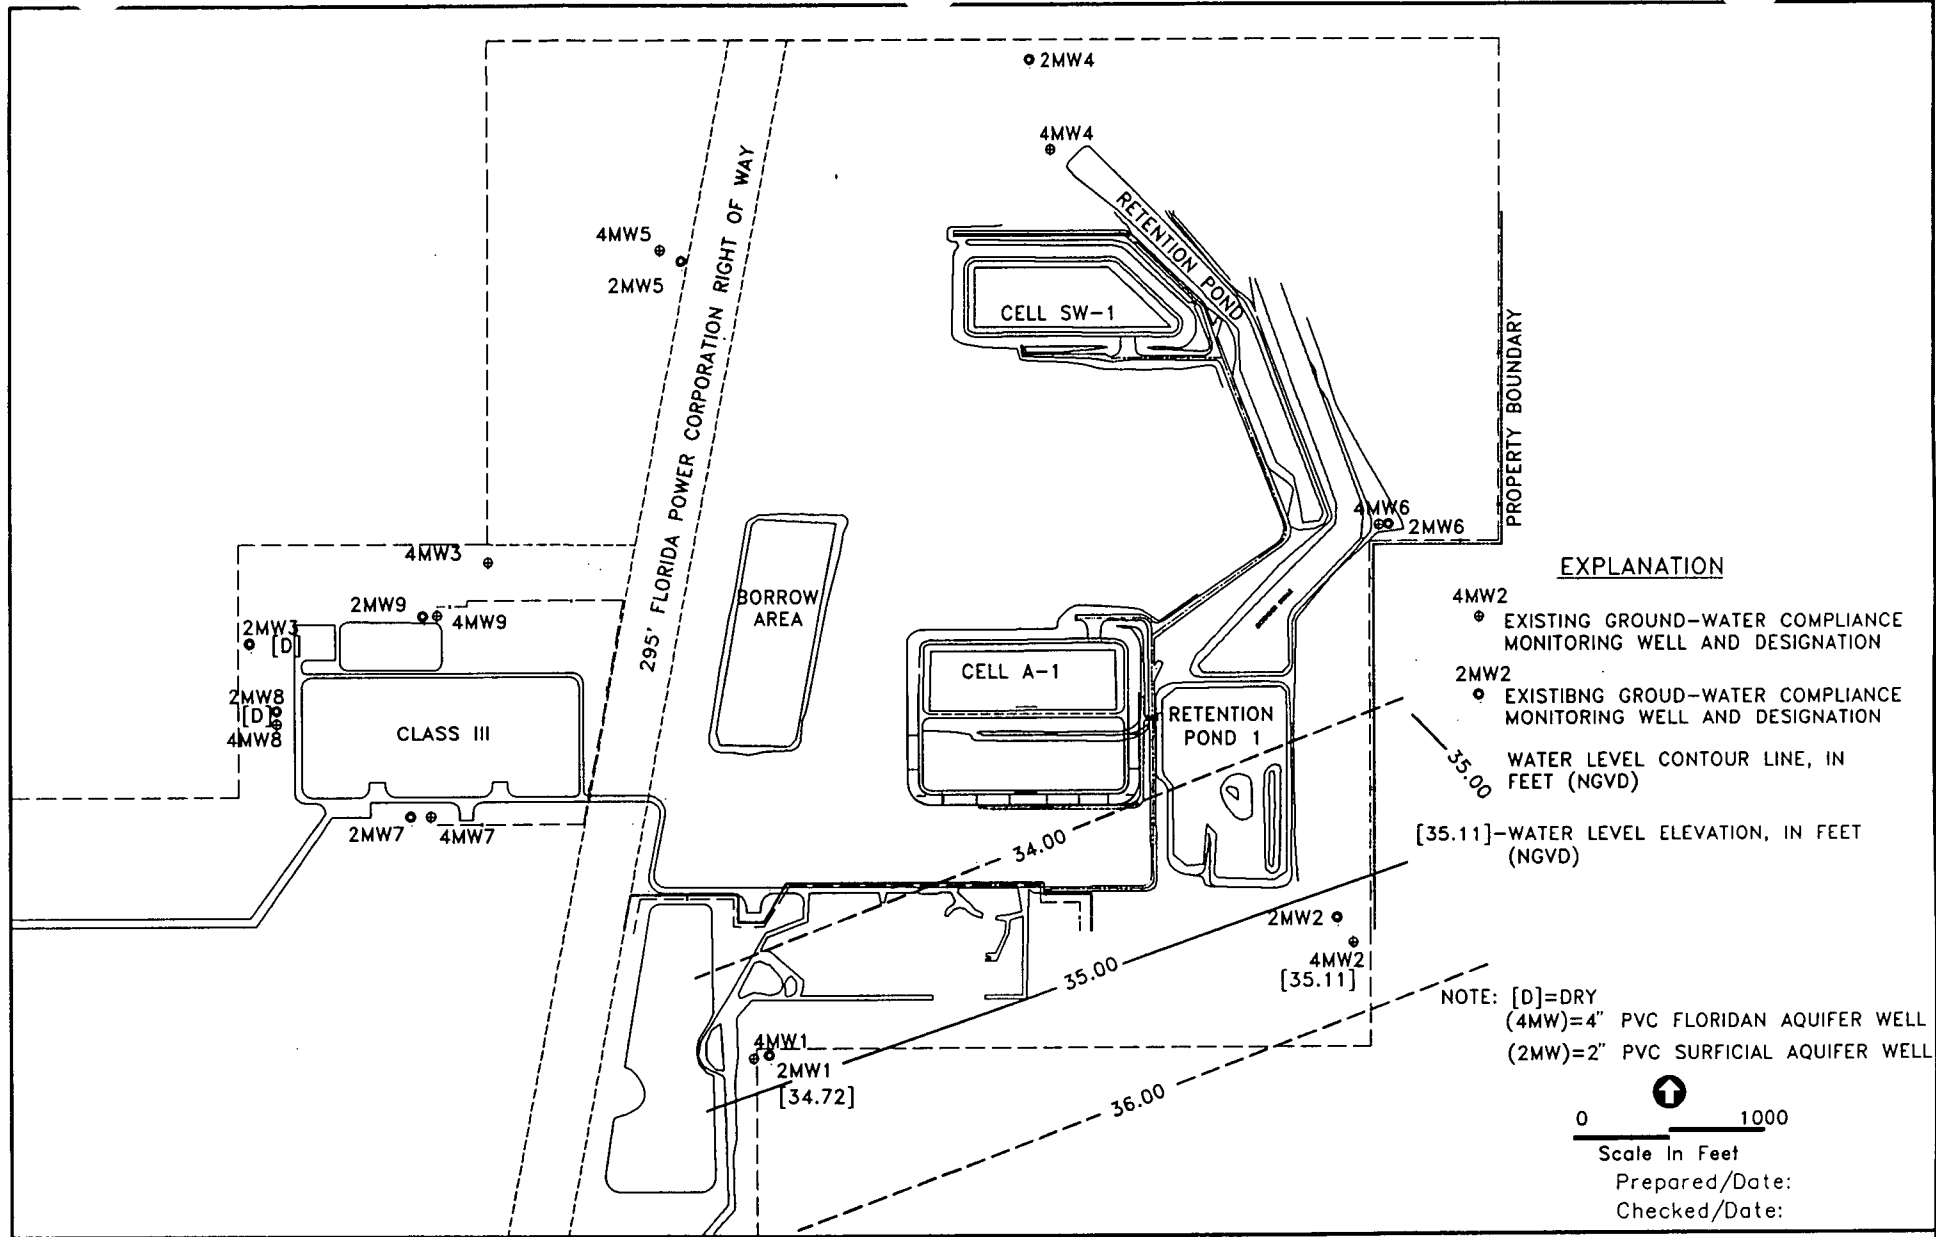 2MW4
4MW4
RETENTION POND
295' FLORIDA POWER CORPORATION RIGHT OF WAY
4MW5
2MW5
CELL SW-1
PROPERTY BOUNDARY
4MW6
2MW6
4MW3
2MW9
4MW9
2MW3
[D]
2MW8
[D]
4MW8
CLASS III
2MW7
4MW7
BORROW
AREA
CELL A-1
RETENTION
POND 1
34.00
35.00
36.00
2MW2
4MW2
[35.11]
4MW1
2MW1
[34.72]
EXPLANATION
4MW2
EXISTING GROUND-WATER COMPLIANCE
MONITORING WELL AND DESIGNATION
2MW2
EXISTIBNG GROUD-WATER COMPLIANCE
MONITORING WELL AND DESIGNATION
35.00
WATER LEVEL CONTOUR LINE, IN
FEET (NGVD)
[35.11]-WATER LEVEL ELEVATION, IN FEET
(NGVD)
NOTE: [D]=DRY
(4MW)=4" PVC FLORIDAN AQUIFER WELL
(2MW)=2" PVC SURFICIAL AQUIFER WELL
0 1000
Scale In Feet
Prepared/Date:
Checked/Date: